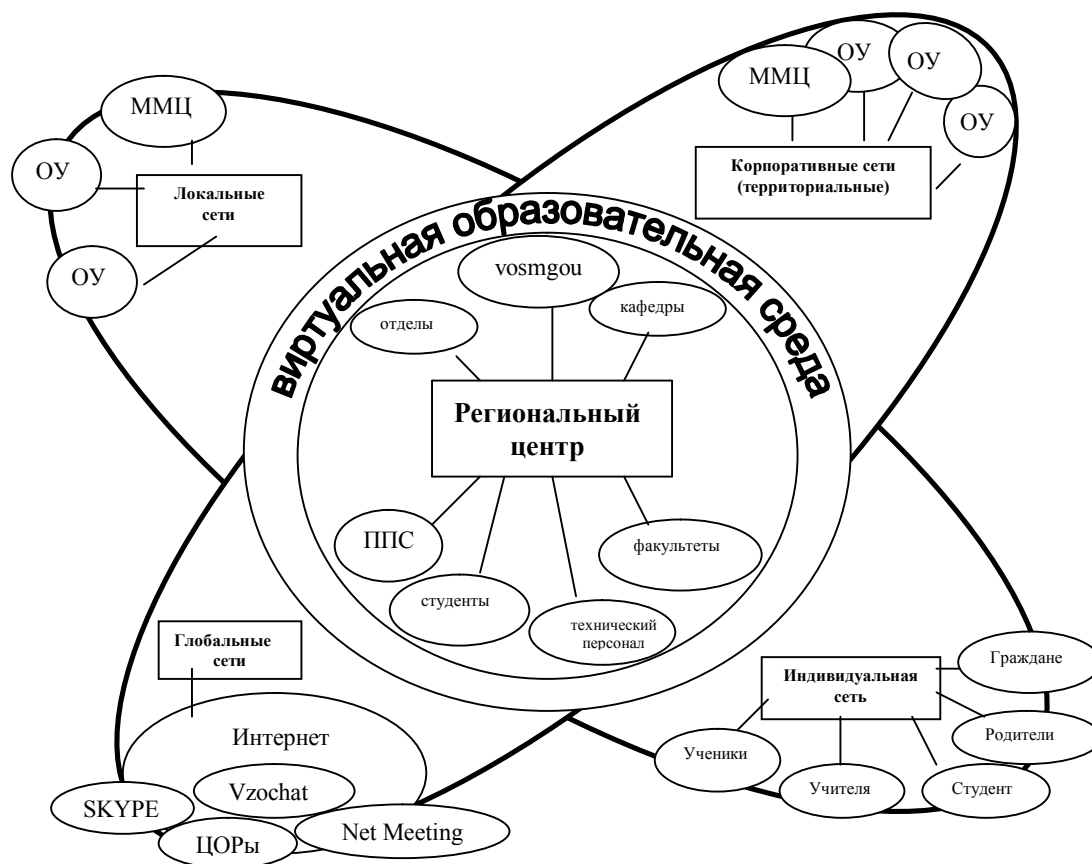 ММЦ
ОУ
ОУ
Локальные
сети
ММЦ
ОУ
ОУ
ОУ
Корпоративные сети
(территориальные)
виртуальная образовательная среда
vosmgou
отделы
кафедры
Региональный
центр
ППС
студенты
технический
персонал
факультеты
Глобальные
сети
Интернет
Vzochat
SKYPE
ЦОРы
Net Meeting
Индивидуальная
сеть
Граждане
Родители
Ученики
Учителя
Студент